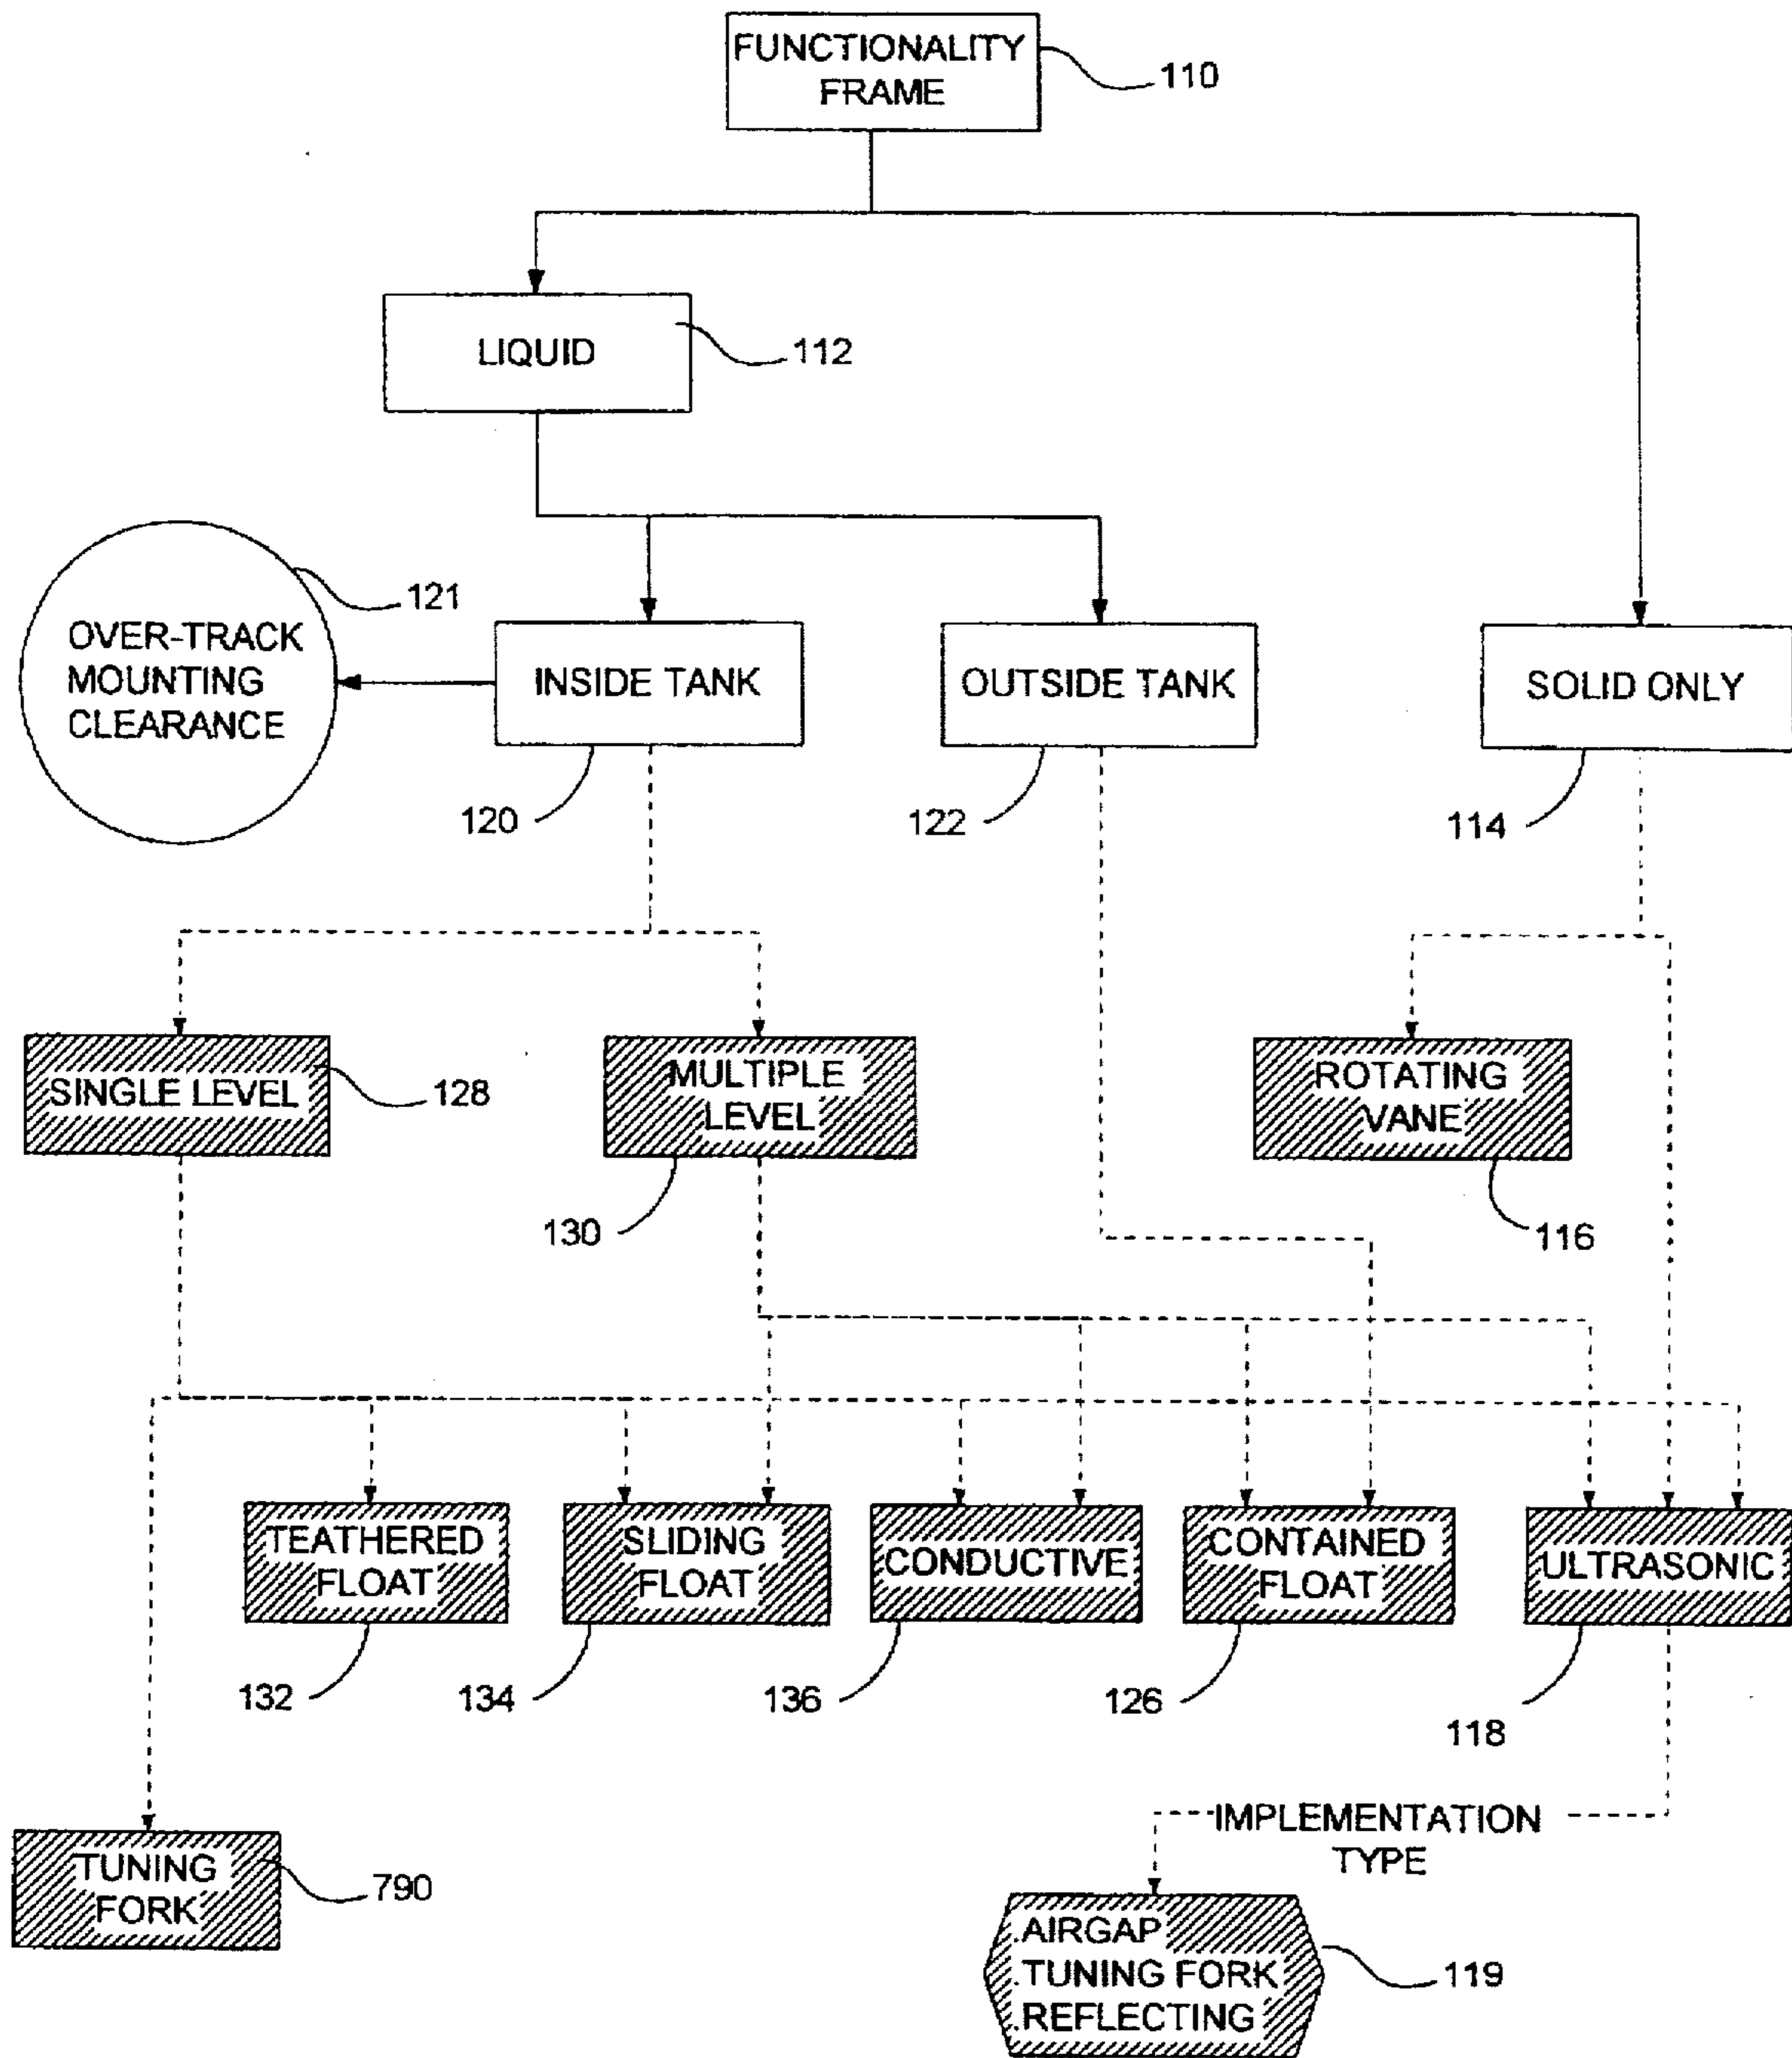 FUNCTIONALITY
FRAME
110
LIQUID
112
121
OVER-TRACK
MOUNTING
CLEARANCE
INSIDE TANK
OUTSIDE TANK
SOLID ONLY
120
122
114
SINGLE LEVEL
128
MULTIPLE
LEVEL
ROTATING
VANE
130
116
TEATHERED
FLOAT
SLIDING
FLOAT
CONDUCTIVE
CONTAINED
FLOAT
ULTRASONIC
132
134
136
126
118
IMPLEMENTATION
TYPE
TUNING
FORK
790
.AIRGAP
.TUNING FORK
.REFLECTING
119